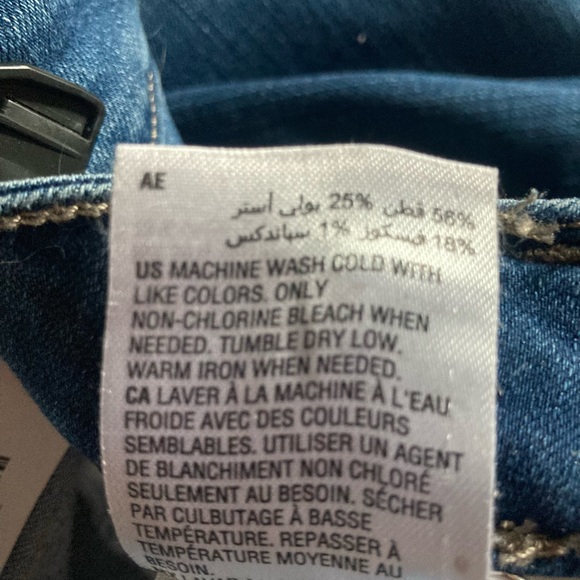 AE
56% قطن 25% بولي أستر
18% فسكوز 1% سباندكس
US MACHINE WASH COLD WITH
LIKE COLORS. ONLY
NON-CHLORINE BLEACH WHEN
NEEDED. TUMBLE DRY LOW.
WARM IRON WHEN NEEDED.
CA LAVER À LA MACHINE À L'EAU
FROIDE AVEC DES COULEURS
SEMBLABLES. UTILISER UN AGENT
DE BLANCHIMENT NON CHLORÉ
SEULEMENT AU BESOIN. SÉCHER
PAR CULBUTAGE À BASSE
TEMPÉRATURE. REPASSER À
TEMPÉRATURE MOYENNE AU
BESOIN.